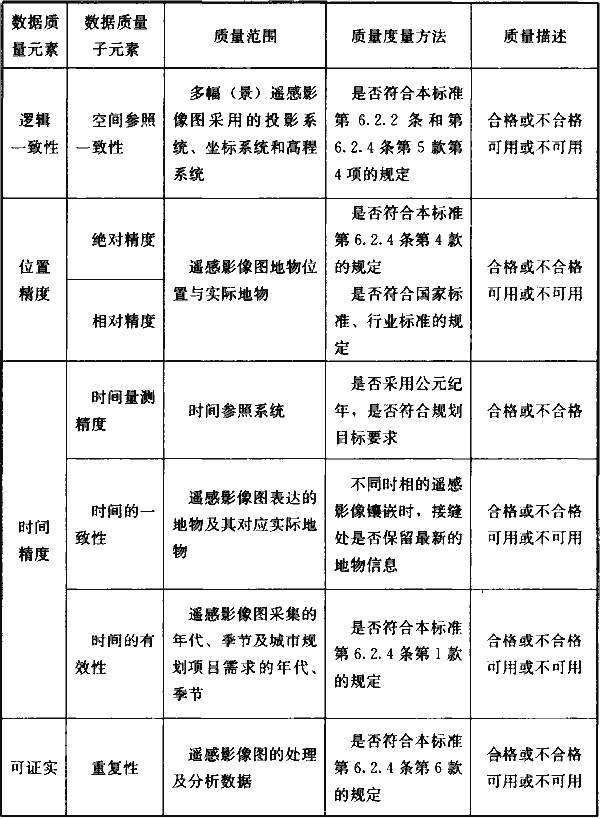 数据质
量元素
数据质量
子元素
质量范围
质量度量方法
质量描述
逻辑
一致性
空间参照
一致性
多幅（景）遥感影
像图采用的投影系
统、坐标系统和高程
系统
是否符合本标准
第 6.2.2 条 和 第
6.2.4 条第 5 款第
4 项的规定
合格或不合格
可用或不可用
位置
精度
绝对精度
相对精度
遥感影像图地物位
置与实际地物
是否符合本标准
第 6.2.4 条第 4 款
的规定
是否符合国家标
准、行业标准的规
定
合格或不合格
可用或不可用
时间
精度
时间量测
精度
时间参照系统
是否采用公元纪
年，是否符合规划
目标要求
合格或不合格
时间的一
致性
遥感影像图表达的
地物及其对应实际地
物
不同时相的遥感
影像镶嵌时，接缝
处是否保留最新的
地物信息
合格或不合格
可用或不可用
时间的有
效性
遥感影像图采集的
年代、季节及城市规
划项目需求的年代、
季节
是否符合本标准
第 6.2.4 条第 1 款
的规定
合格或不合格
可用或不可用
可证实
重复性
遥感影像图的处理
及分析数据
是否符合本标准
第 6.2.4 条第 6 款
的规定
合格或不合格
可用或不可用